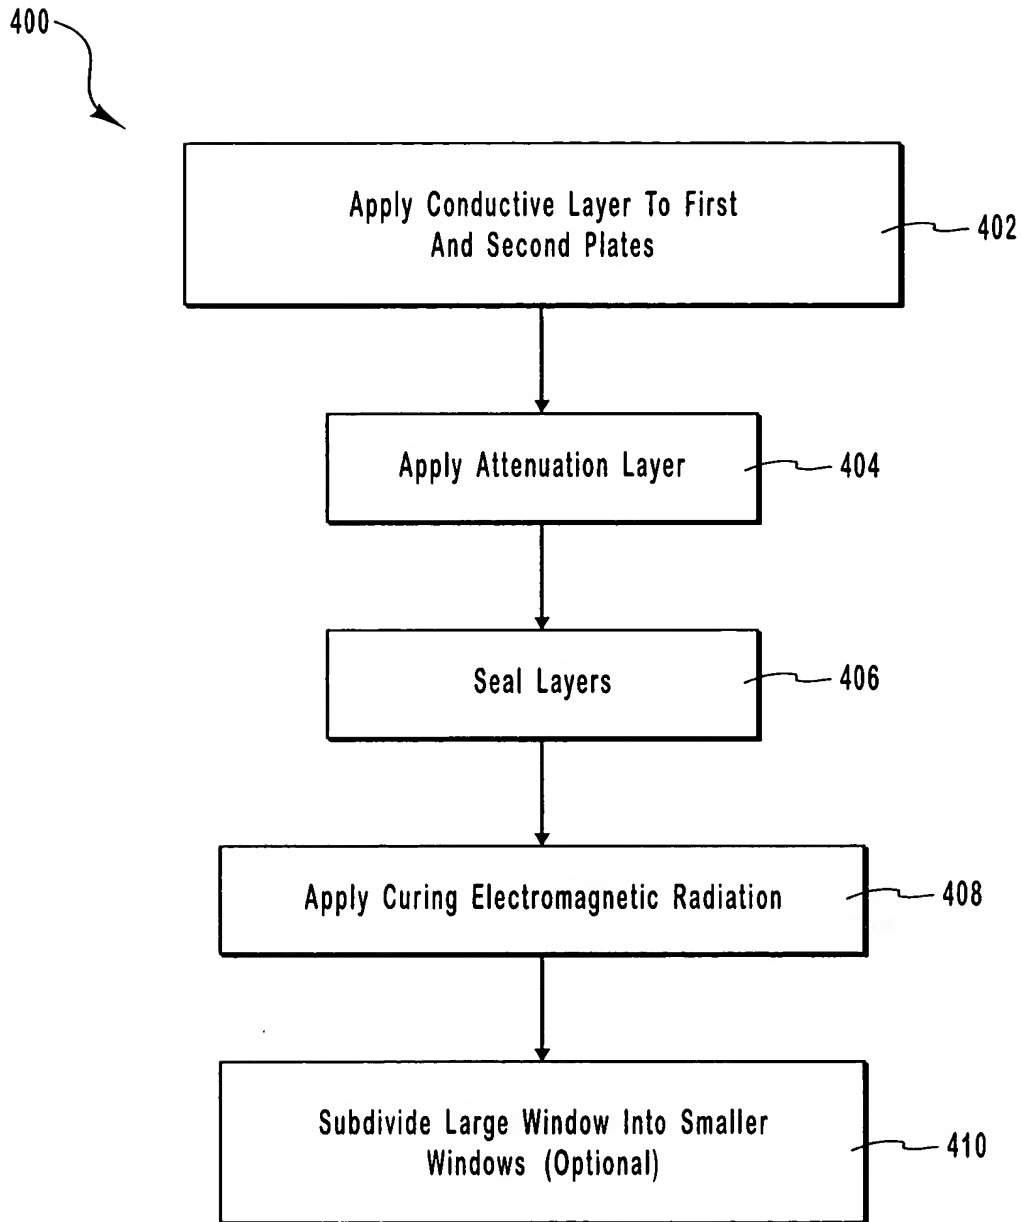 400
Apply Conductive Layer To First
And Second Plates
402
Apply Attenuation Layer
404
Seal Layers
406
Apply Curing Electromagnetic Radiation
408
Subdivide Large Window Into Smaller
Windows (Optional)
410